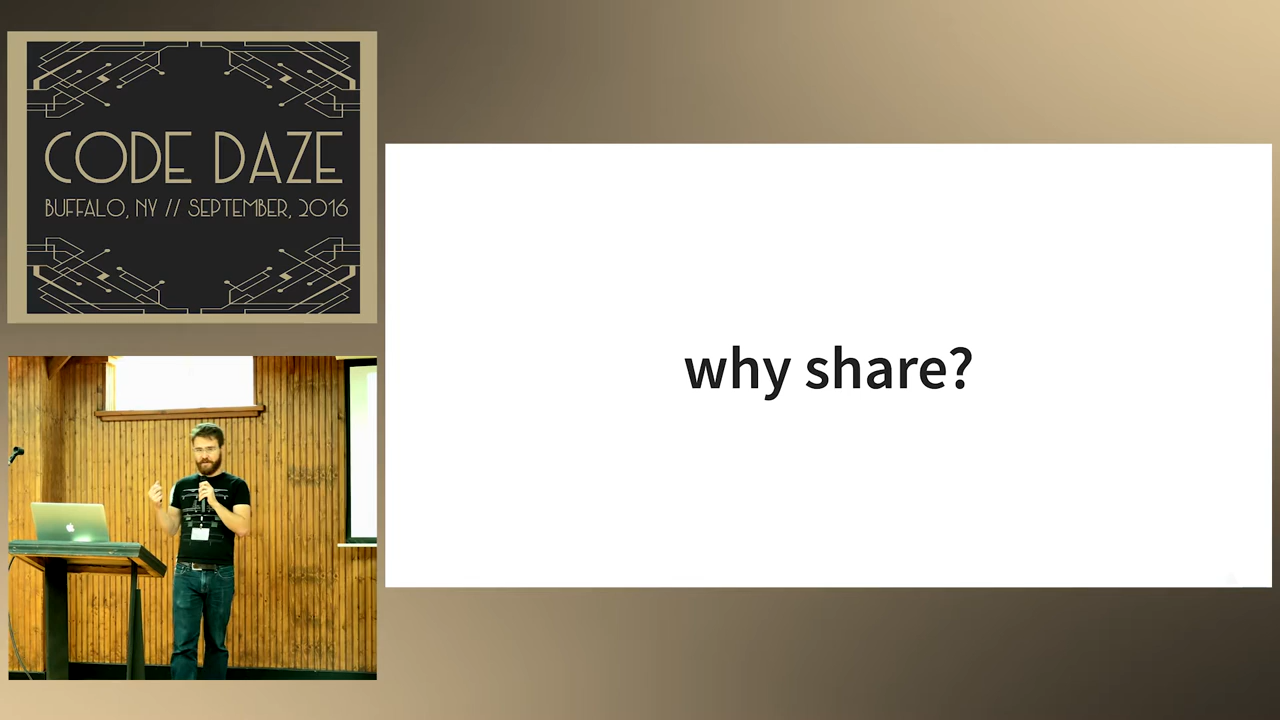 CODE DAZE
BUFFALO, NY // SEPTEMBER, 2016
why share?